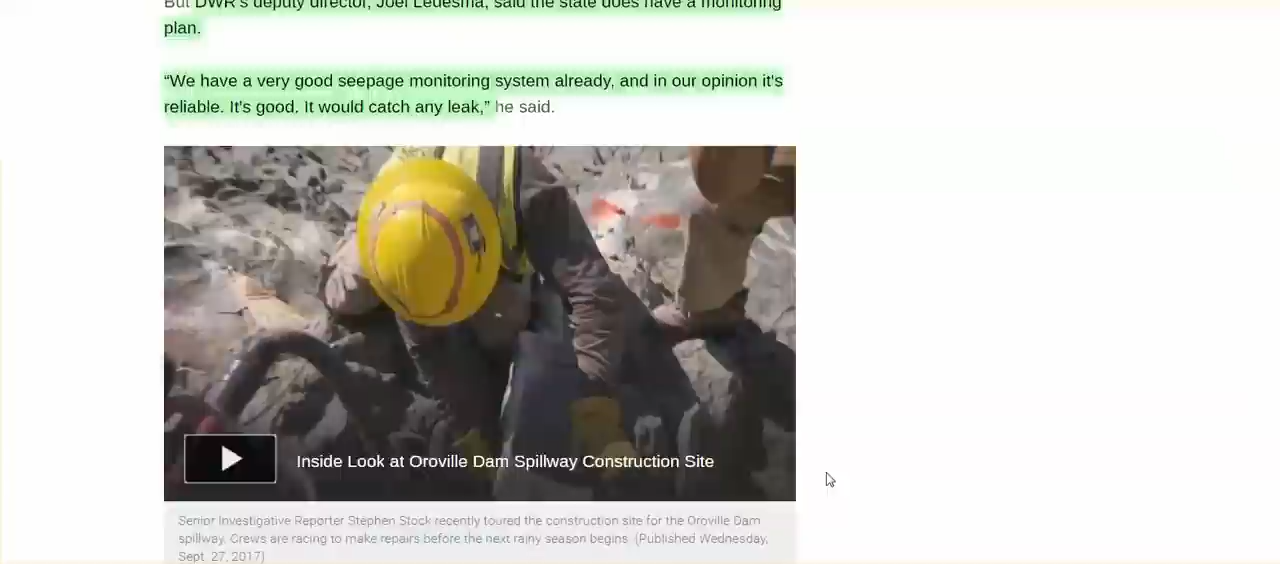 But DWR's deputy director, Joel Ledesma, said the state does have a monitoring
plan.
“We have a very good seepage monitoring system already, and in our opinion it's
reliable. It's good. It would catch any leak,” he said.
Inside Look at Oroville Dam Spillway Construction Site
Senior Investigative Reporter Stephen Stock recently toured the construction site for the Oroville Dam
spillway. Crews are racing to make repairs before the next rainy season begins. (Published Wednesday,
Sept. 27, 2017)